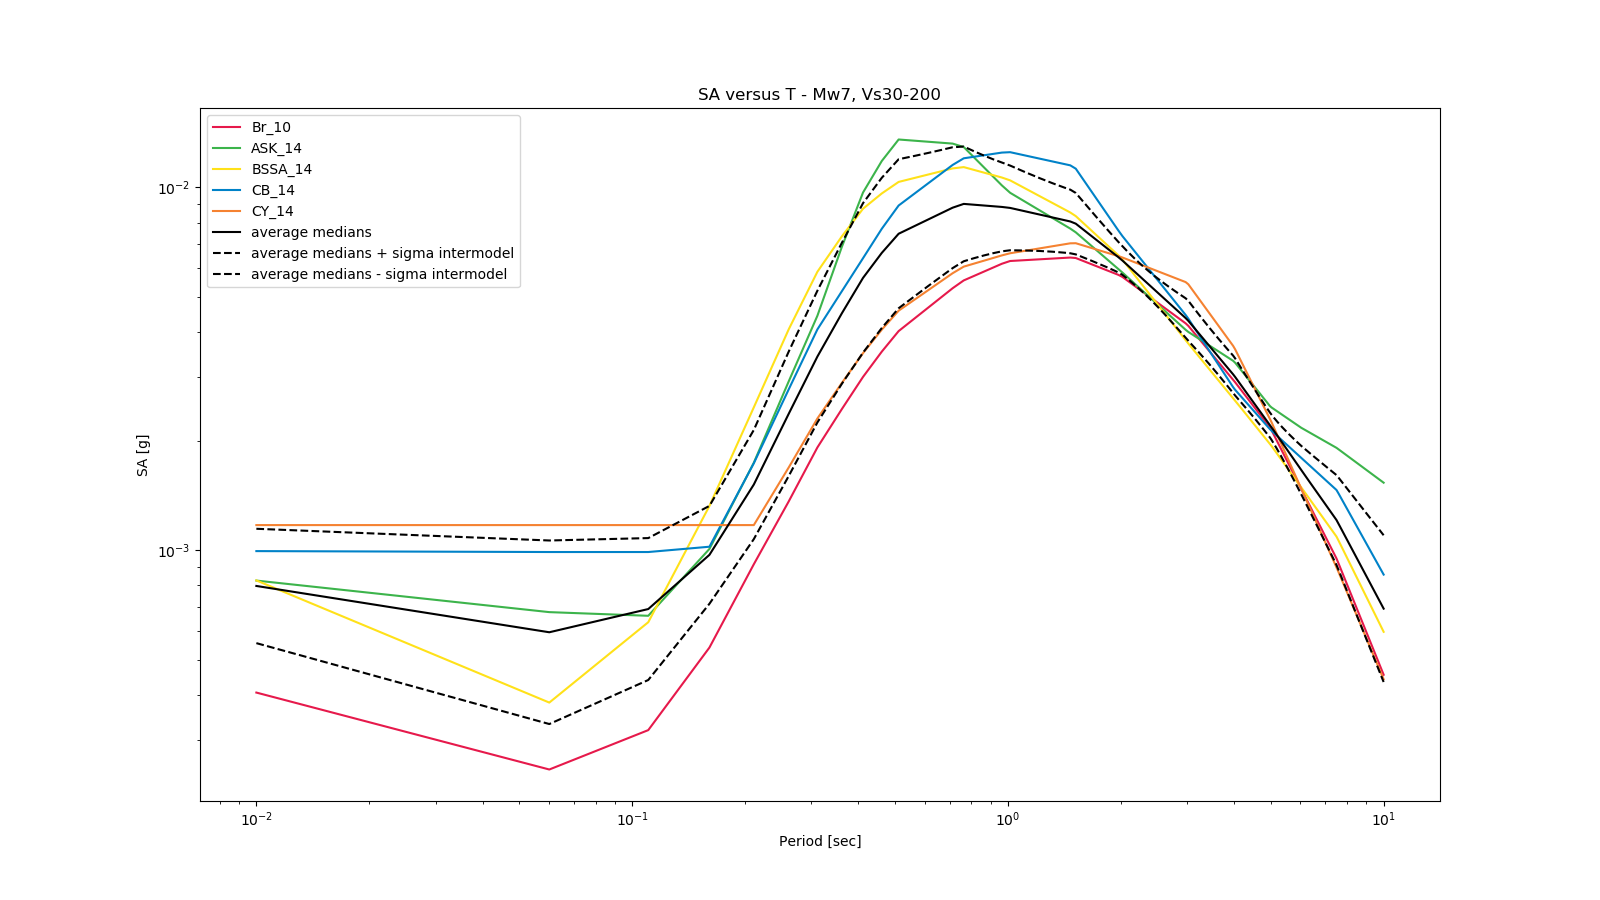 SA versus T - Mw7, Vs30-200
Br_10
ASK_14
BSSA_14
CB_14
CY_14
average medians
average medians + sigma intermodel
average medians - sigma intermodel
SA [g]
10⁻²
10⁻³
10⁻² 10⁻¹ 10⁰ 10¹
Period [sec]